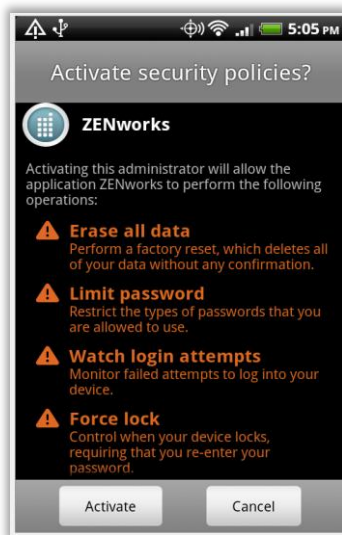 5:05 PM
Activate security policies?
ZENworks
Activating this administrator will allow the
application ZENworks to perform the following
operations:
Erase all data
Perform a factory reset, which deletes all
of your data without any confirmation.
Limit password
Restrict the types of passwords that you
are allowed to use.
Watch login attempts
Monitor failed attempts to log into your
device.
Force lock
Control when your device locks,
requiring that you re-enter your
password.
Activate
Cancel